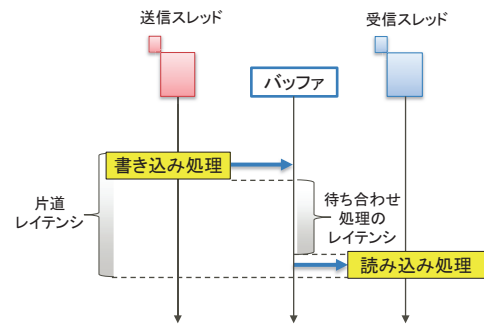 送信スレッド
受信スレッド
バッファ
書き込み処理
片道
レイテンシ
待ち合わせ
処理の
レイテンシ
読み込み処理